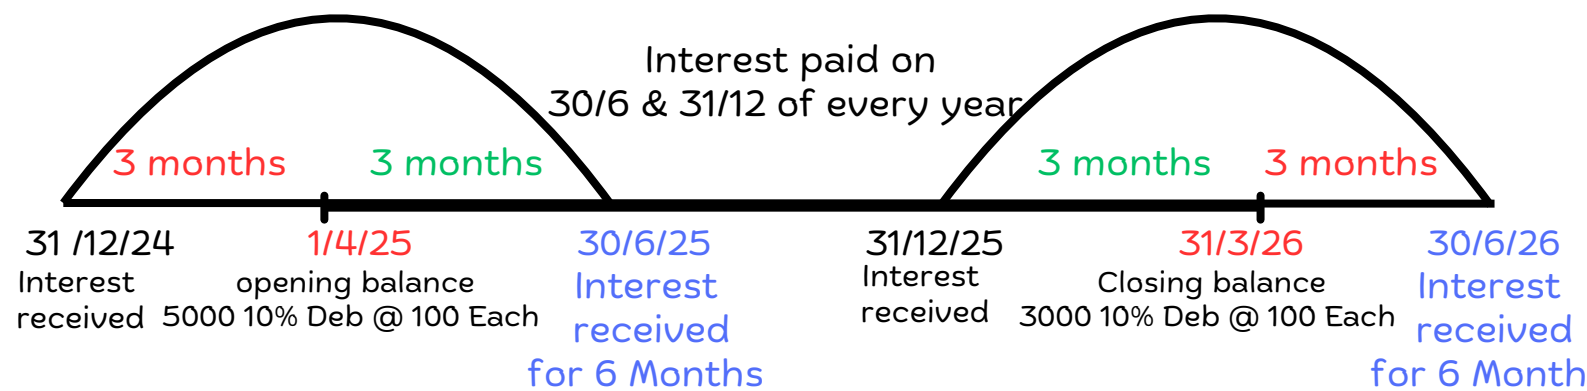 Interest paid on
30/6 & 31/12 of every year
3 months
3 months
3 months
3 months
31 /12/24
Interest
received
1/4/25
opening balance
5000 10% Deb @ 100 Each
30/6/25
Interest
received
for 6 Months
31/12/25
Interest
received
31/3/26
Closing balance
3000 10% Deb @ 100 Each
30/6/26
Interest
received
for 6 Month